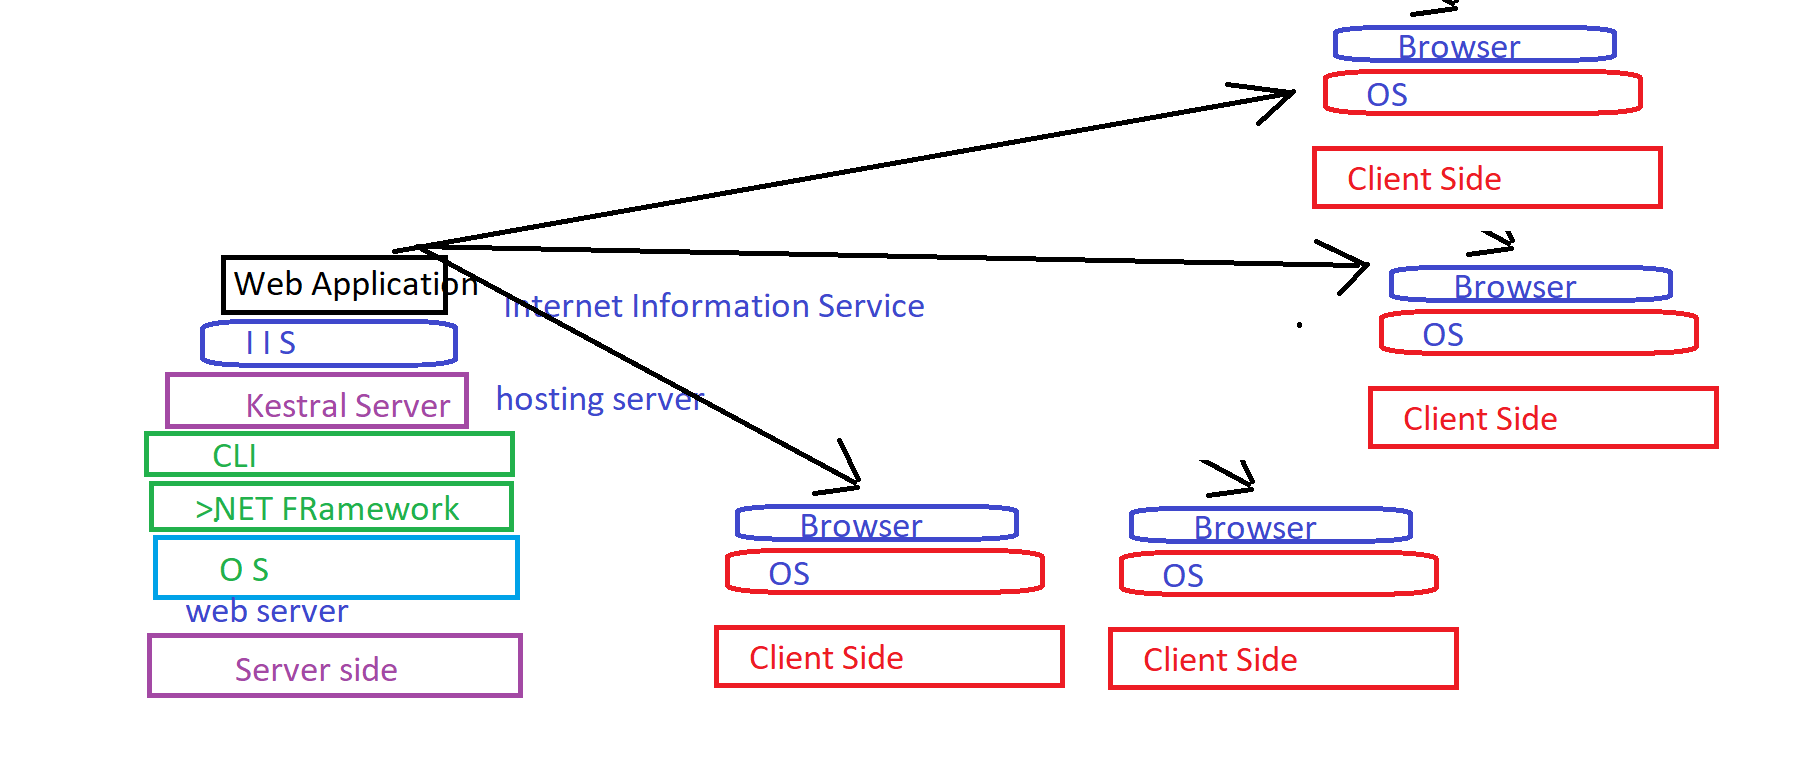 Web Application
I I S
Internet Information Service
Kestral Server
hosting server
CLI
>.NET FRamework
O S
web server
Server side
Browser
OS
Client Side
Browser
OS
Client Side
Browser
OS
Client Side
Browser
OS
Client Side